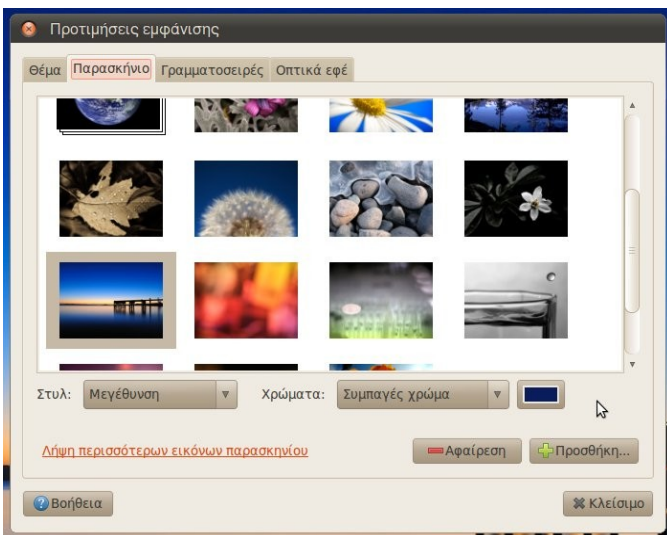 Προτιμήσεις εμφάνισης
Θέμα Παρασκήνιο Γραμματοσειρές Οπτικά εφέ
Στυλ: Μεγέθυνση Χρώματα: Συμπαγές χρώμα
Λήψη περισσότερων εικόνων παρασκηνίου Αφαίρεση Προσθήκη...
Βοήθεια Κλείσιμο